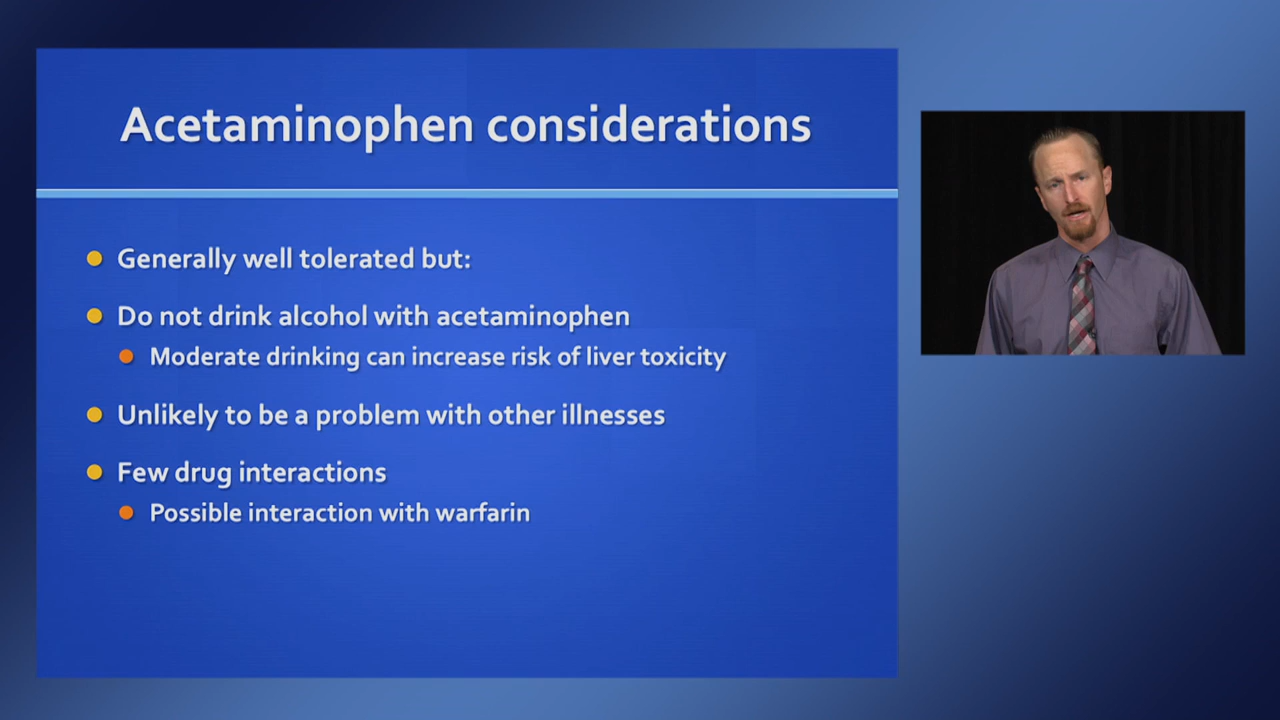 Acetaminophen considerations
Generally well tolerated but:
Do not drink alcohol with acetaminophen
Moderate drinking can increase risk of liver toxicity
Unlikely to be a problem with other illnesses
Few drug interactions
Possible interaction with warfarin